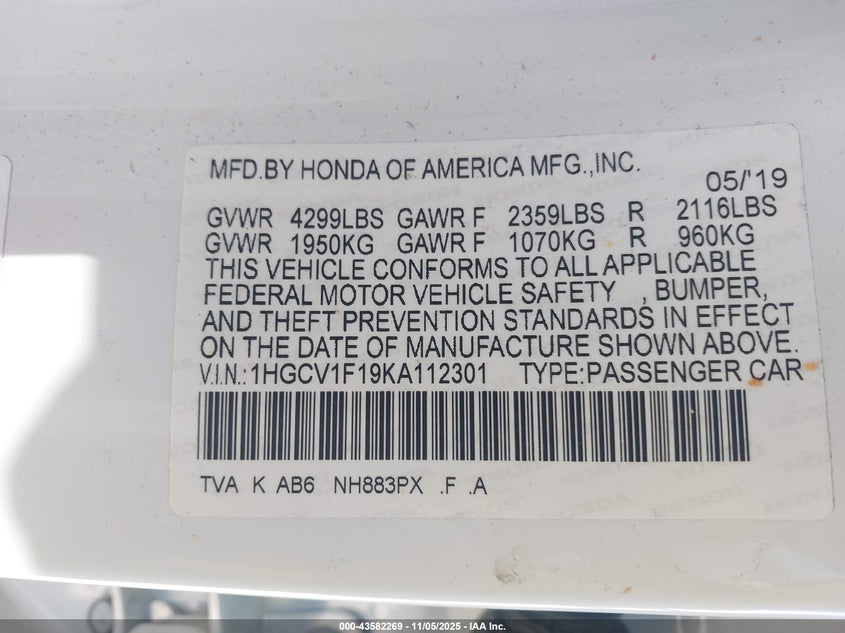 MFD.BY HONDA OF AMERICA MFG.,INC.
05/'19
GVWR 4299LBS GAWR F 2359LBS R 2116LBS
GVWR 1950KG GAWR F 1070KG R 960KG
THIS VEHICLE CONFORMS TO ALL APPLICABLE
FEDERAL MOTOR VEHICLE SAFETY , BUMPER,
AND THEFT PREVENTION STANDARDS IN EFFECT
ON THE DATE OF MANUFACTURE SHOWN ABOVE.
V.I.N.:1HGCV1F19KA112301 TYPE:PASSENGER CAR
TVA K AB6 NH883PX .F .A
000-43582269 - 11/05/2025 - IAA Inc.